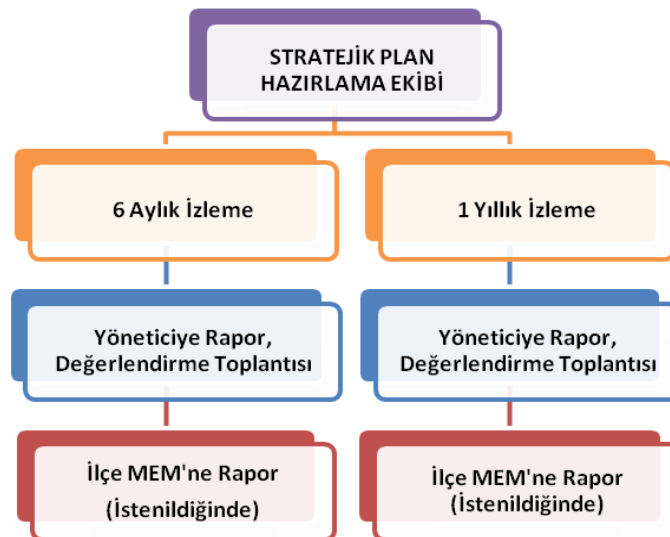 STRATEJİK PLAN
HAZIRLAMA EKİBİ
6 Aylık İzleme
1 Yıllık İzleme
Yöneticiye Rapor,
Değerlendirme Toplantısı
Yöneticiye Rapor,
Değerlendirme Toplantısı
İlçe MEM'ne Rapor
(İstenildiğinde)
İlçe MEM'ne Rapor
(İstenildiğinde)